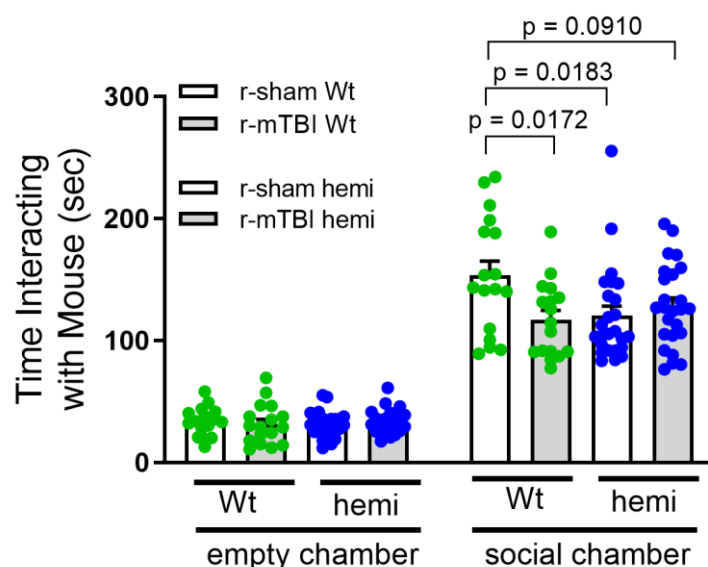 p = 0.0910
p = 0.0183
p = 0.0172
300
200
100
0
Time Interacting
with Mouse (sec)
r-sham Wt
r-mTBI Wt
r-sham hemi
r-mTBI hemi
Wt
hemi
Wt
hemi
empty chamber
social chamber